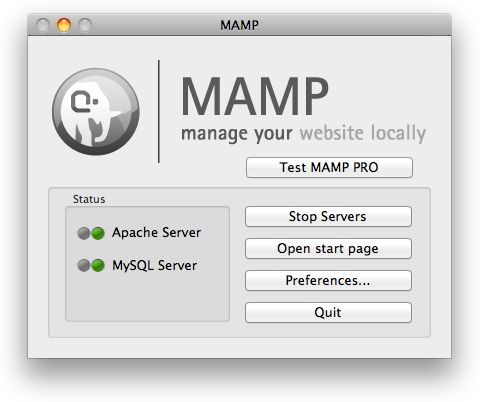 MAMP
MAMP
manage your website locally
Test MAMP PRO
Status
Apache Server
MySQL Server
Stop Servers
Open start page
Preferences...
Quit